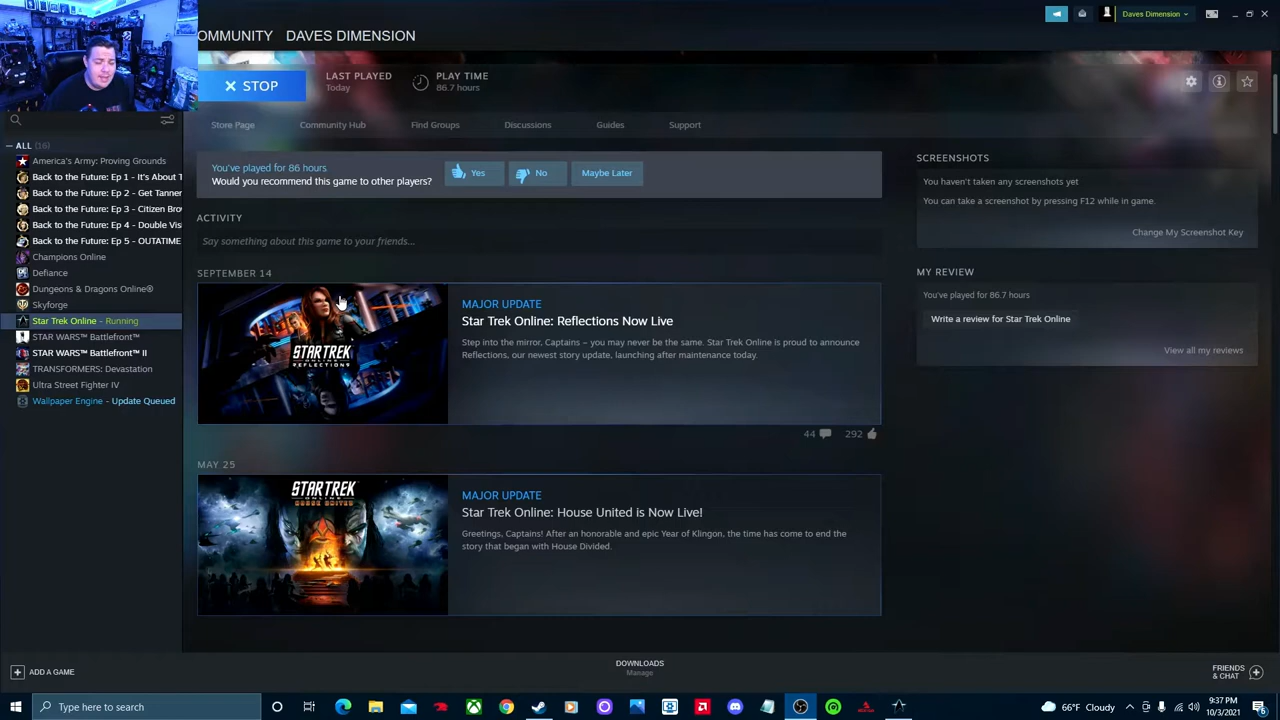 Daves Dimension
OMMUNITY DAVES DIMENSION
STOP
LAST PLAYED
Today
PLAY TIME
86.7 hours
Store Page Community Hub Find Groups Discussions Guides Support
ALL (16)
America's Army: Proving Grounds
Back to the Future: Ep 1 - It's About T
Back to the Future: Ep 2 - Get Tanner
Back to the Future: Ep 3 - Citizen Bro
Back to the Future: Ep 4 - Double Vis
Back to the Future: Ep 5 - OUTATIME
Champions Online
Defiance
Dungeons & Dragons Online®
Skyforge
Star Trek Online - Running
STAR WARS™ Battlefront™
STAR WARS™ Battlefront™ II
TRANSFORMERS: Devastation
Ultra Street Fighter IV
Wallpaper Engine - Update Queued
You've played for 86 hours
Would you recommend this game to other players?
Yes No Maybe Later
ACTIVITY
Say something about this game to your friends...
SEPTEMBER 14
STAR TREK
ONLINE
REFLECTIONS
MAJOR UPDATE
Star Trek Online: Reflections Now Live
Step into the mirror, Captains – you may never be the same. Star Trek Online is proud to announce
Reflections, our newest story update, launching after maintenance today.
44 292
MAY 25
STAR TREK
ONLINE
HOUSE UNITED
MAJOR UPDATE
Star Trek Online: House United is Now Live!
Greetings, Captains! After an honorable and epic Year of Klingon, the time has come to end the
story that began with House Divided.
SCREENSHOTS
You haven't taken any screenshots yet
You can take a screenshot by pressing F12 while in game.
Change My Screenshot Key
MY REVIEW
You've played for 86.7 hours
Write a review for Star Trek Online
View all my reviews
ADD A GAME
DOWNLOADS
Manage
FRIENDS
& CHAT
Type here to search
66°F Cloudy
9:37 PM
10/3/2021